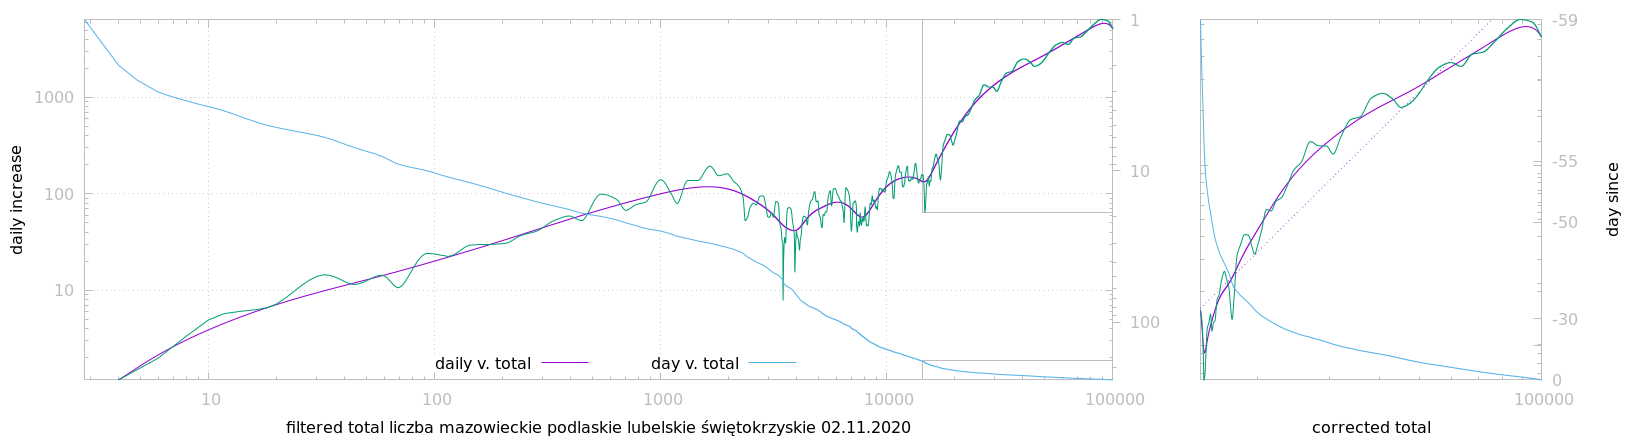 1
-59
1000
10
-55
100
-50
10
-30
100
daily increase
day since
daily v. total
day v. total
0
10
100
1000
10000
100000
100000
filtered total liczba mazowieckie podlaskie lubelskie świętokrzyskie 02.11.2020
corrected total